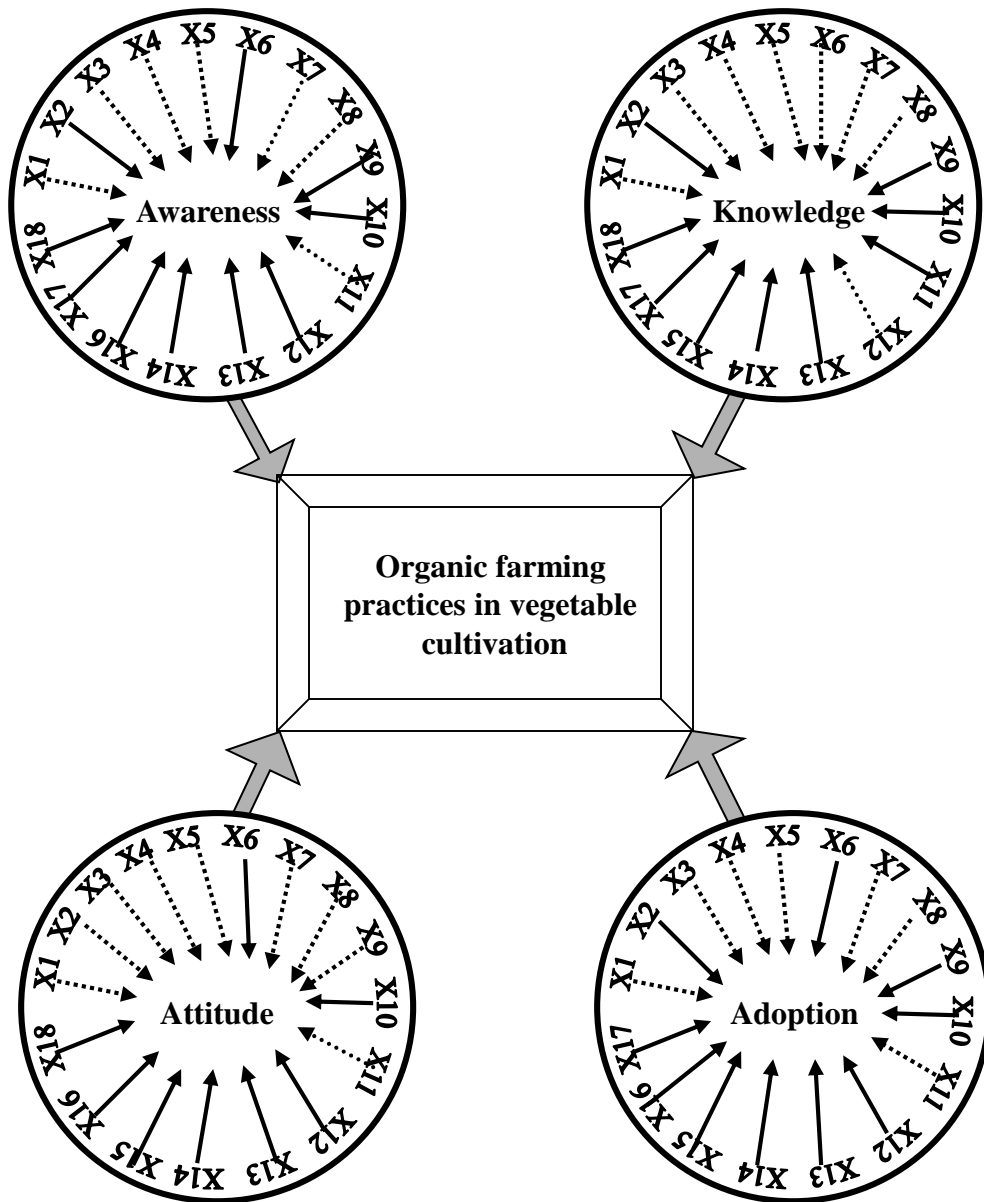 X1
X2
X3
X4
X5
X6
X7
X8
X9
X10
X11
X12
X13
X14
X16
X17
X18
Awareness
X1
X2
X3
X4
X5
X6
X7
X8
X9
X10
X11
X12
X13
X14
X15
X17
X18
Knowledge
Organic farming
practices in vegetable
cultivation
X1
X2
X3
X4
X5
X6
X7
X8
X9
X10
X11
X12
X13
X14
X15
X16
X18
Attitude
X1
X2
X3
X4
X5
X6
X7
X8
X9
X10
X11
X12
X13
X14
X15
X16
X17
Adoption